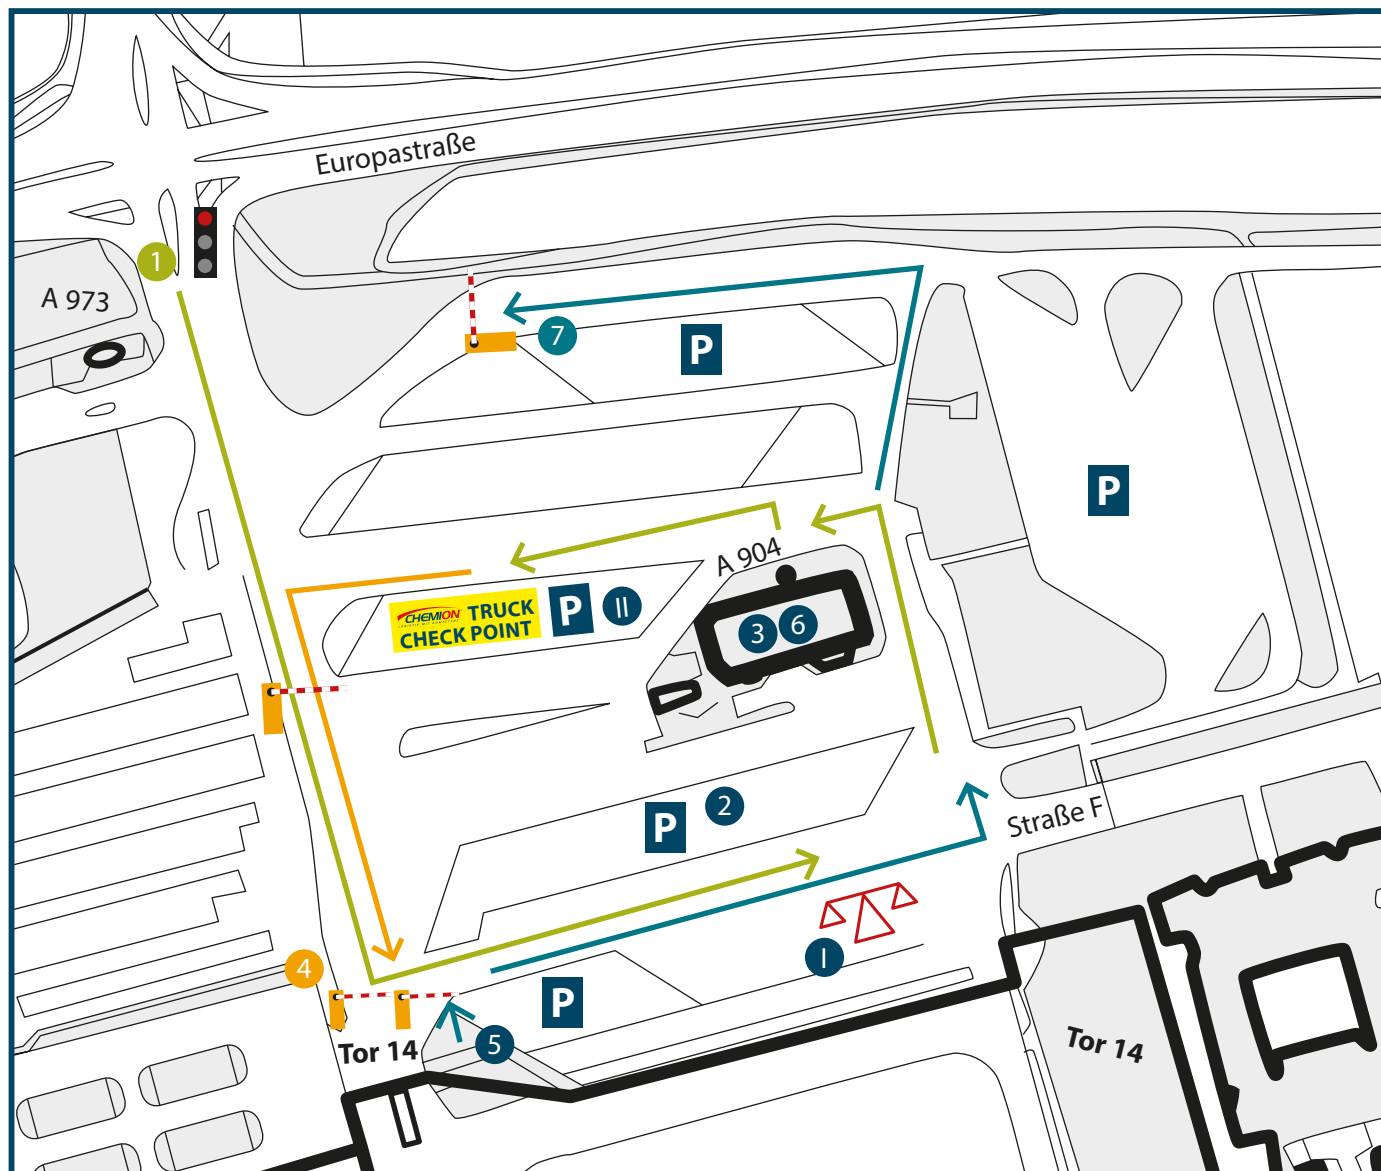 Europastraße
1
A 973
7
P
P
A 904
CHEMION TRUCK
CHECK POINT
P
II
3
6
P
2
Straße F
4
I
P
5
Tor 14
Tor 14